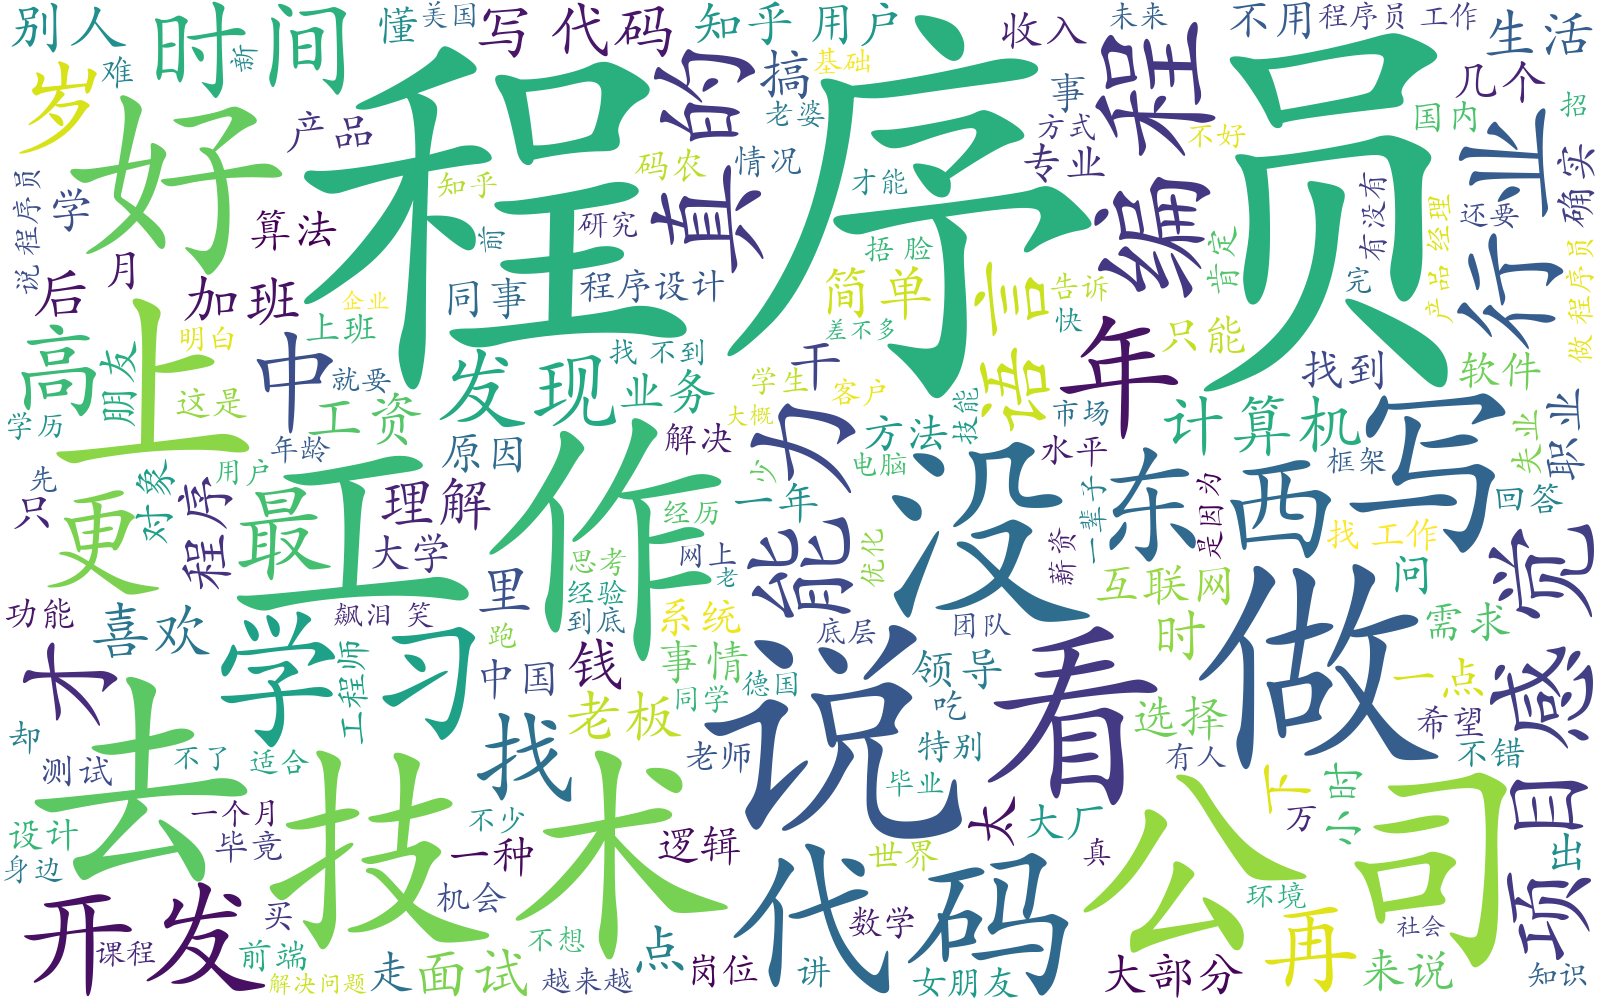 别人
时间
新
懂
美国
写 代码
知乎 用户
收入
未来
不用
程序员 工作
生活
岁
难
好
产品
程序员
真的
搞
基础
老婆
事
编程
方式
专业
不好
国内
几个
招
行业
确实
说 程序员
学
码农
情况
知乎
才能
有没有
还要
产品 经理
做 程序员
算法
月
后
加班
前
研究
捂 脸
肯定
完
企业
同事
程序设计
简单
语言
告诉
快
高
上
明白
上班
中
就要
朋友
这是
工资
发现
找 不到
业务
差不多
干
年
只能
找到
软件
学历
年龄
原因
解决
学生
大概
客户
能力
方法
技能
市场
水平
计算机
写
框架
失业
职业
先
只
更
对象
用户
程序
最
工作
理解
大学
经历
少
一年
电脑
没
一辈子
东西
是因为
回答
找 工作
薪资
网上
老
优化
思考
经验
到底
里
功能
喜欢
飙泪 笑
学习
跑
系统
底层
团队
互联网
时
问
需求
感觉
才
工程师
中国
钱
事情
老板
同学
德国
说
领导
吃
看
选择
做
一点
希望
却
测试
去
不了
适合
找
老师
特别
毕业
有人
不错
设计
身边
一个月
毕竟
技术
不少
一种
逻辑
世界
太
大厂
真
下
万
小时
公司
项目
出
开发
买
课程
前端
机会
解决问题
走
面试
不想
越来越
点
岗位
代码
数学
讲
女朋友
大部分
环境
再
社会
来说
知识